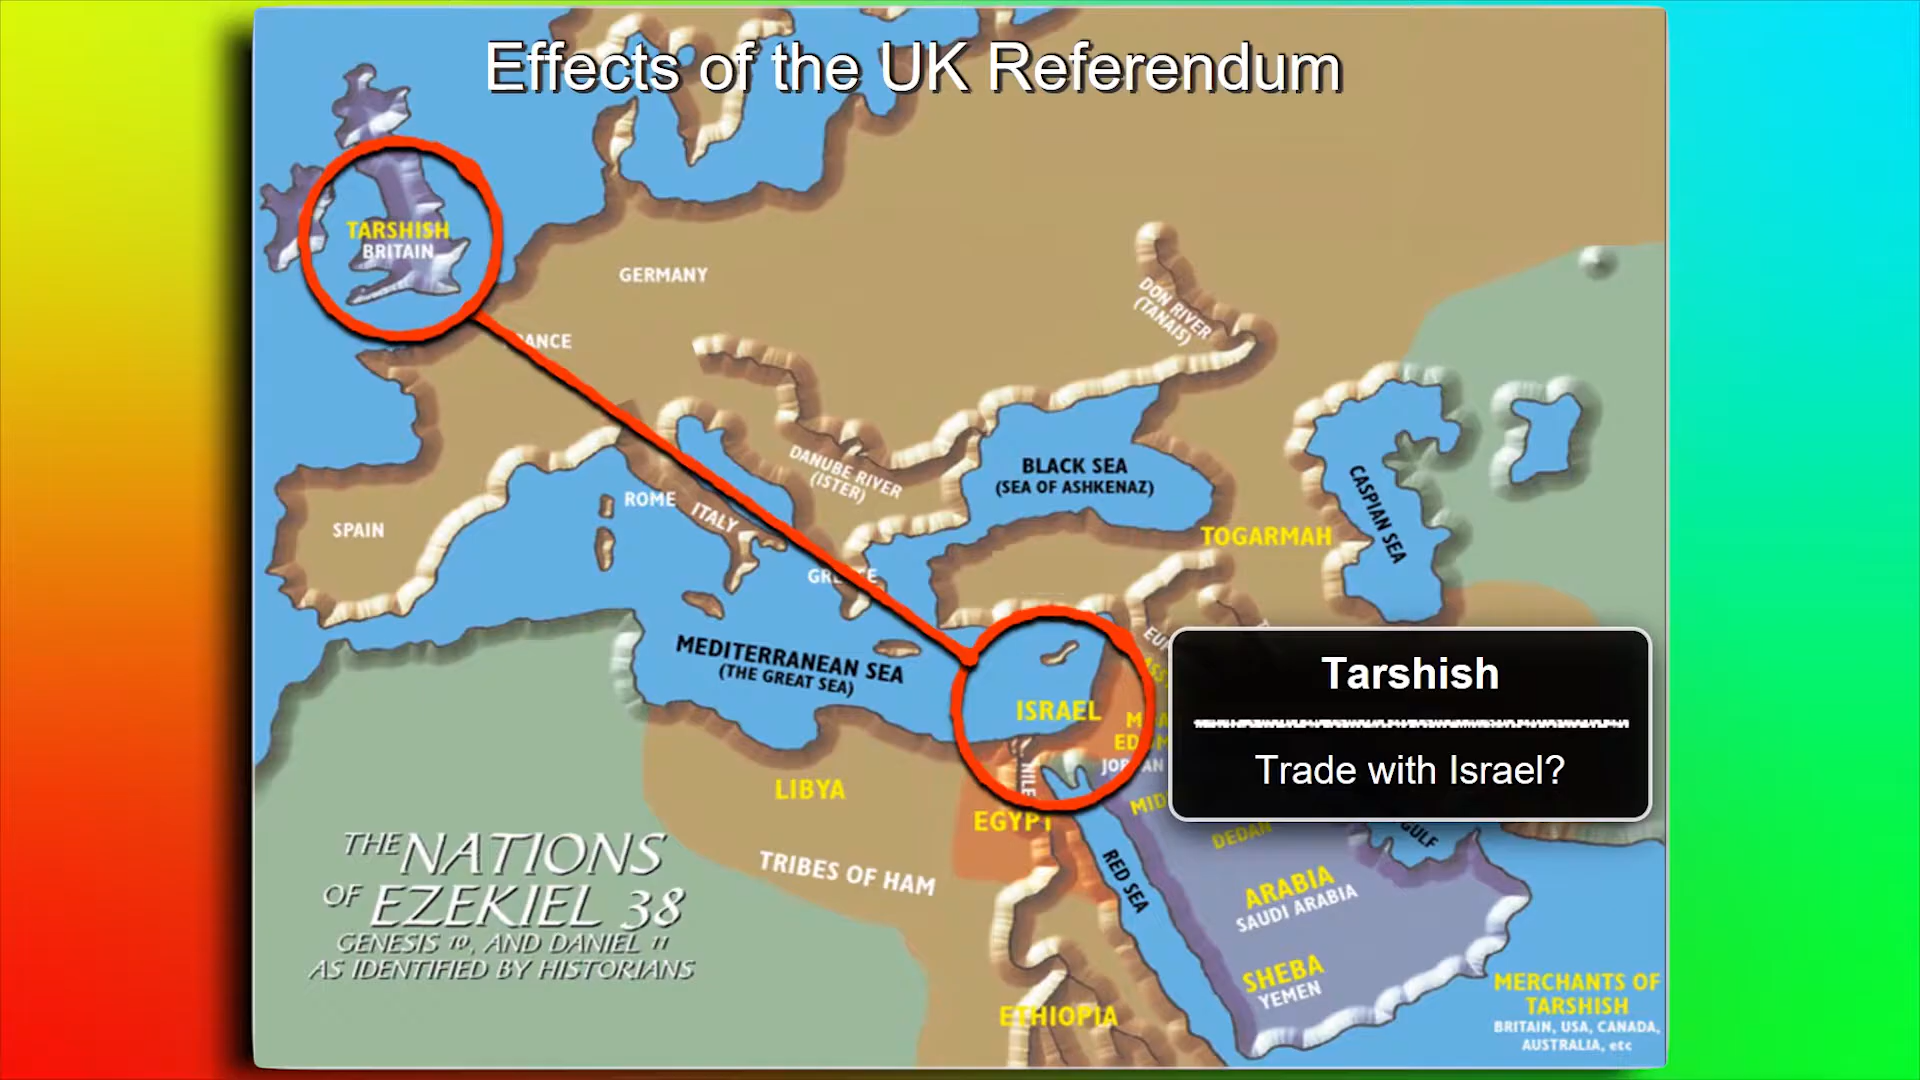 Effects of the UK Referendum
TARSHISH
BRITAIN
GERMANY
DON RIVER
(TANAIS)
DANUBE RIVER
(ISTER)
BLACK SEA
(SEA OF ASHKENAZ)
CASPIAN SEA
ROME
ITALY
SPAIN
TOGARMAH
MEDITERRANEAN SEA
(THE GREAT SEA)
ISRAEL
Tarshish
Trade with Israel?
NILE
LIBYA
EGYPT
DEDAN
GULF
TRIBES OF HAM
RED SEA
ARABIA
SAUDI ARABIA
SHEBA
YEMEN
ETHIOPIA
THE NATIONS
OF EZEKIEL 38
GENESIS 10, AND DANIEL 11
AS IDENTIFIED BY HISTORIANS
MERCHANTS OF
TARSHISH
BRITAIN, USA, CANADA,
AUSTRALIA, etc